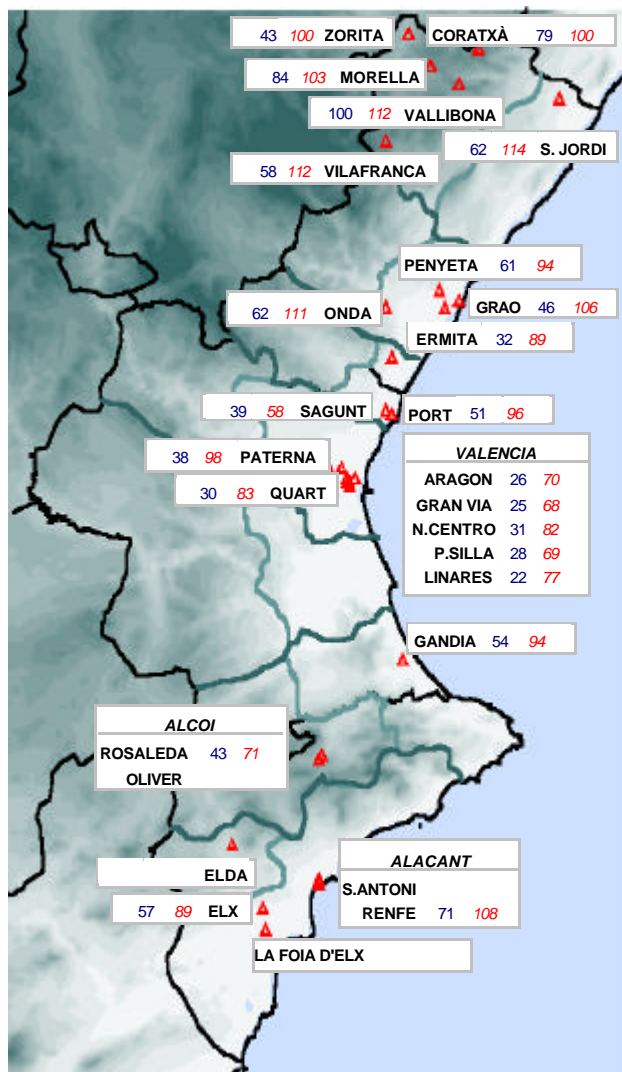 43 100 ZORITA
CORATXÀ 79 100
84 103 MORELLA
100 112 VALLIBONA
62 114 S. JORDI
58 112 VILAFRANCA
PENYETA 61 94
62 111 ONDA
GRAO 46 106
ERMITA 32 89
39 58 SAGUNT
PORT 51 96
38 98 PATERNA
30 83 QUART
VALENCIA
ARAGON 26 70
GRAN VIA 25 68
N.CENTRO 31 82
P.SILLA 28 69
LINARES 22 77
GANDIA 54 94
ALCOI
ROSALEDA 43 71
OLIVER
ELDA
57 89 ELX
ALACANT
S.ANTONI
RENFE 71 108
LA FOIA D'ELX